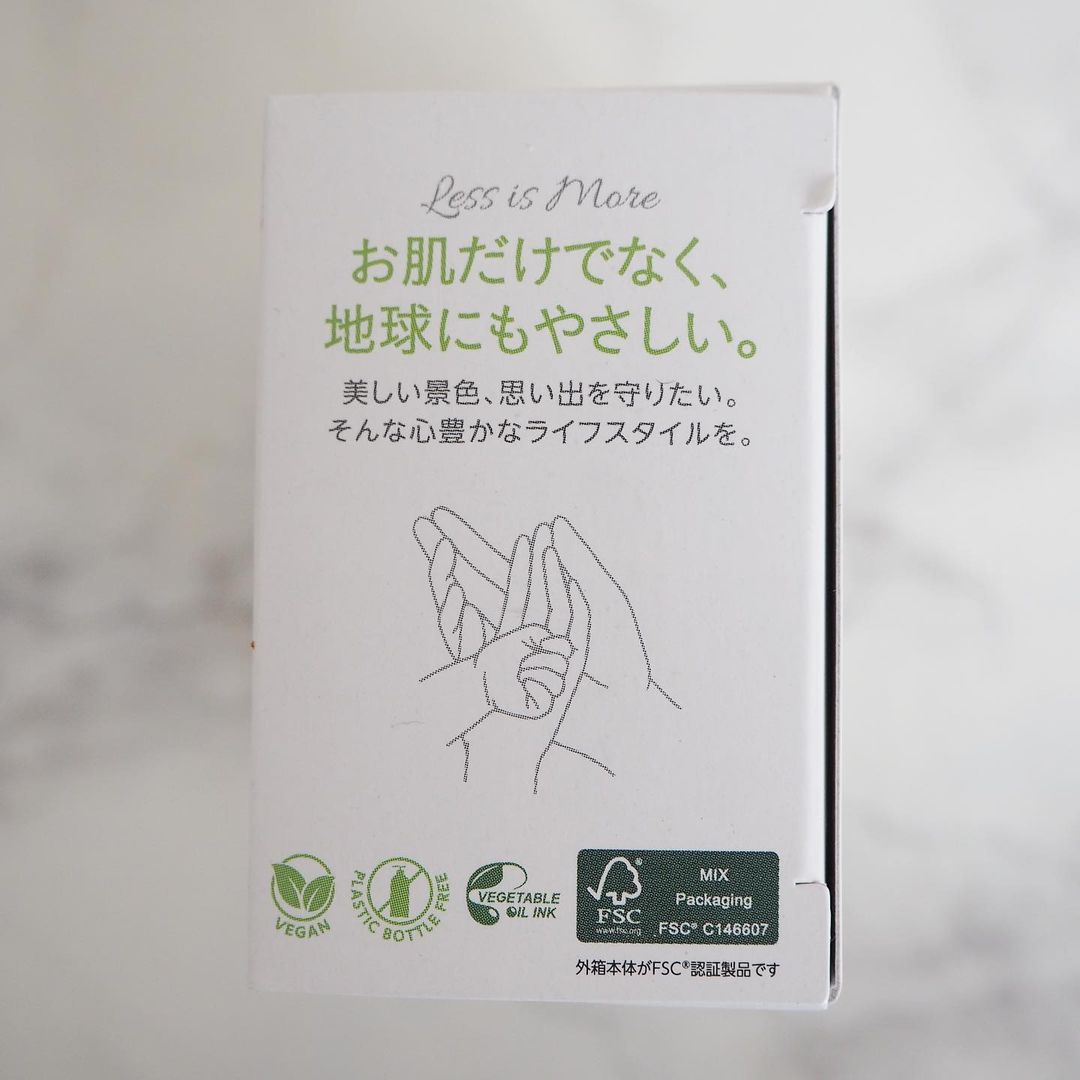 Less is More
お肌だけでなく、
地球にもやさしい。
美しい景色、思い出を守りたい。
そんな心豊かなライフスタイルを。
VEGAN
PLASTIC BOTTLE FREE
VEGETABLE
OIL INK
FSC
www.fsc.org
MIX
Packaging
FSC® C146607
外箱本体がFSC®認証製品です